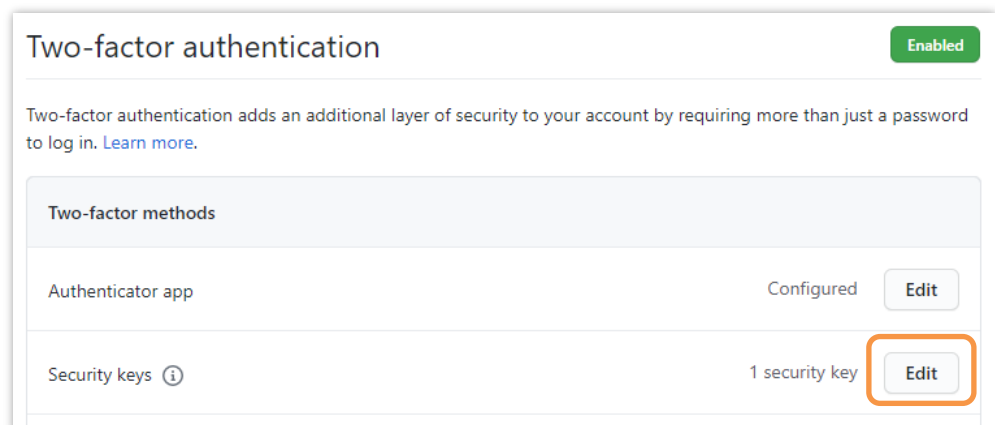 Two-factor authentication
Enabled
Two-factor authentication adds an additional layer of security to your account by requiring more than just a password
to log in. Learn more.
Two-factor methods
Authenticator app
Configured
Edit
Security keys
1 security key
Edit